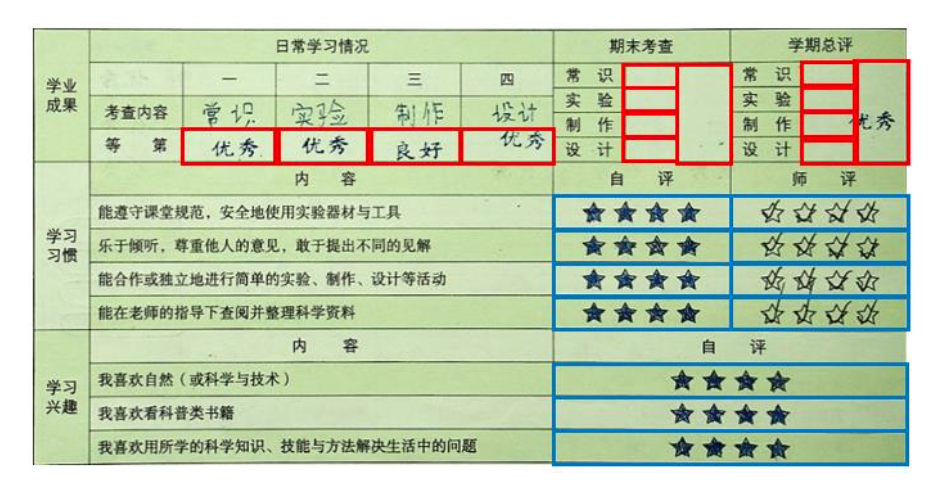 日常学习情况 期末考查 学期总评
学业成果 一 二 三 四 常 识 常 识
考查内容 常识 实验 制作 设计 实 验 实 验
等 第 优秀 优秀 良好 优秀 制 作 制 作 优秀
设 计 设 计
内 容 自 评 师 评
学习习惯 能遵守课堂规范，安全地使用实验器材与工具 ★★★★ ☆☆☆☆
乐于倾听，尊重他人的意见，敢于提出不同的见解 ★★★★ ☆☆☆☆
能合作或独立地进行简单的实验、制作、设计等活动 ★★★★ ☆☆☆☆
能在老师的指导下查阅并整理科学资料 ★★★★ ☆☆☆☆
内 容 自 评
学习兴趣 我喜欢自然（或科学与技术） ★★★★
我喜欢看科普类书籍 ★★★★
我喜欢用所学的科学知识、技能与方法解决生活中的问题 ★★★★